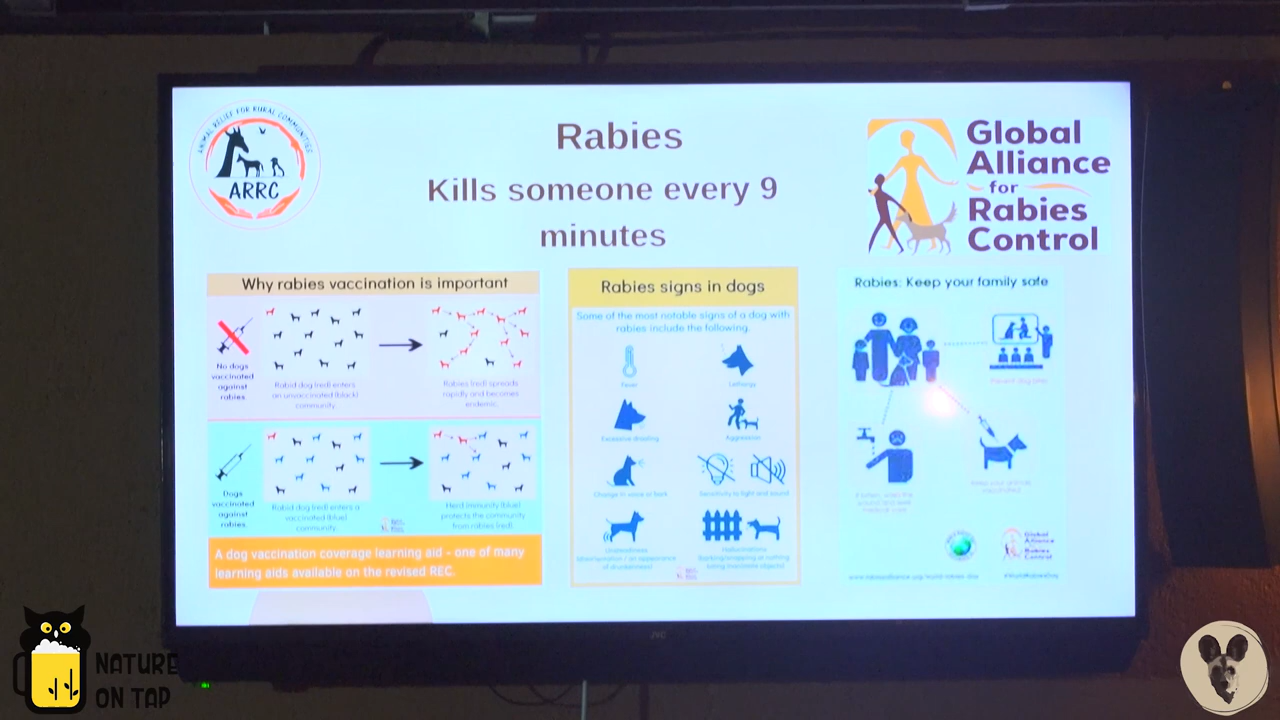 ANIMAL RELIEF FOR RURAL COMMUNITIES
ARRC
Rabies
Kills someone every 9
minutes
Global
Alliance
for
Rabies
Control
Why rabies vaccination is important
No dogs
vaccinated
against
rabies.
Rabid dog (red) enters
an unvaccinated (black)
community.
Rabies (red) spreads
rapidly and becomes
endemic.
Dogs
vaccinated
against
rabies.
Rabid dog (red) enters a
vaccinated (blue)
community.
Herd immunity (blue)
protects the community
from rabies (red).
A dog vaccination coverage learning aid - one of many
learning aids available on the revised REC.
Rabies signs in dogs
Some of the most notable signs of a dog with
rabies include the following.
Fever
Lethargy
Excessive drooling
Aggression
Change in voice or bark
Sensitivity to light and sound
Unsteadiness
Hallucinations
Rabies: Keep your family safe
Prevent dog bites
Global
Alliance
Rabies
Control
JVC
NATURE
ON TAP